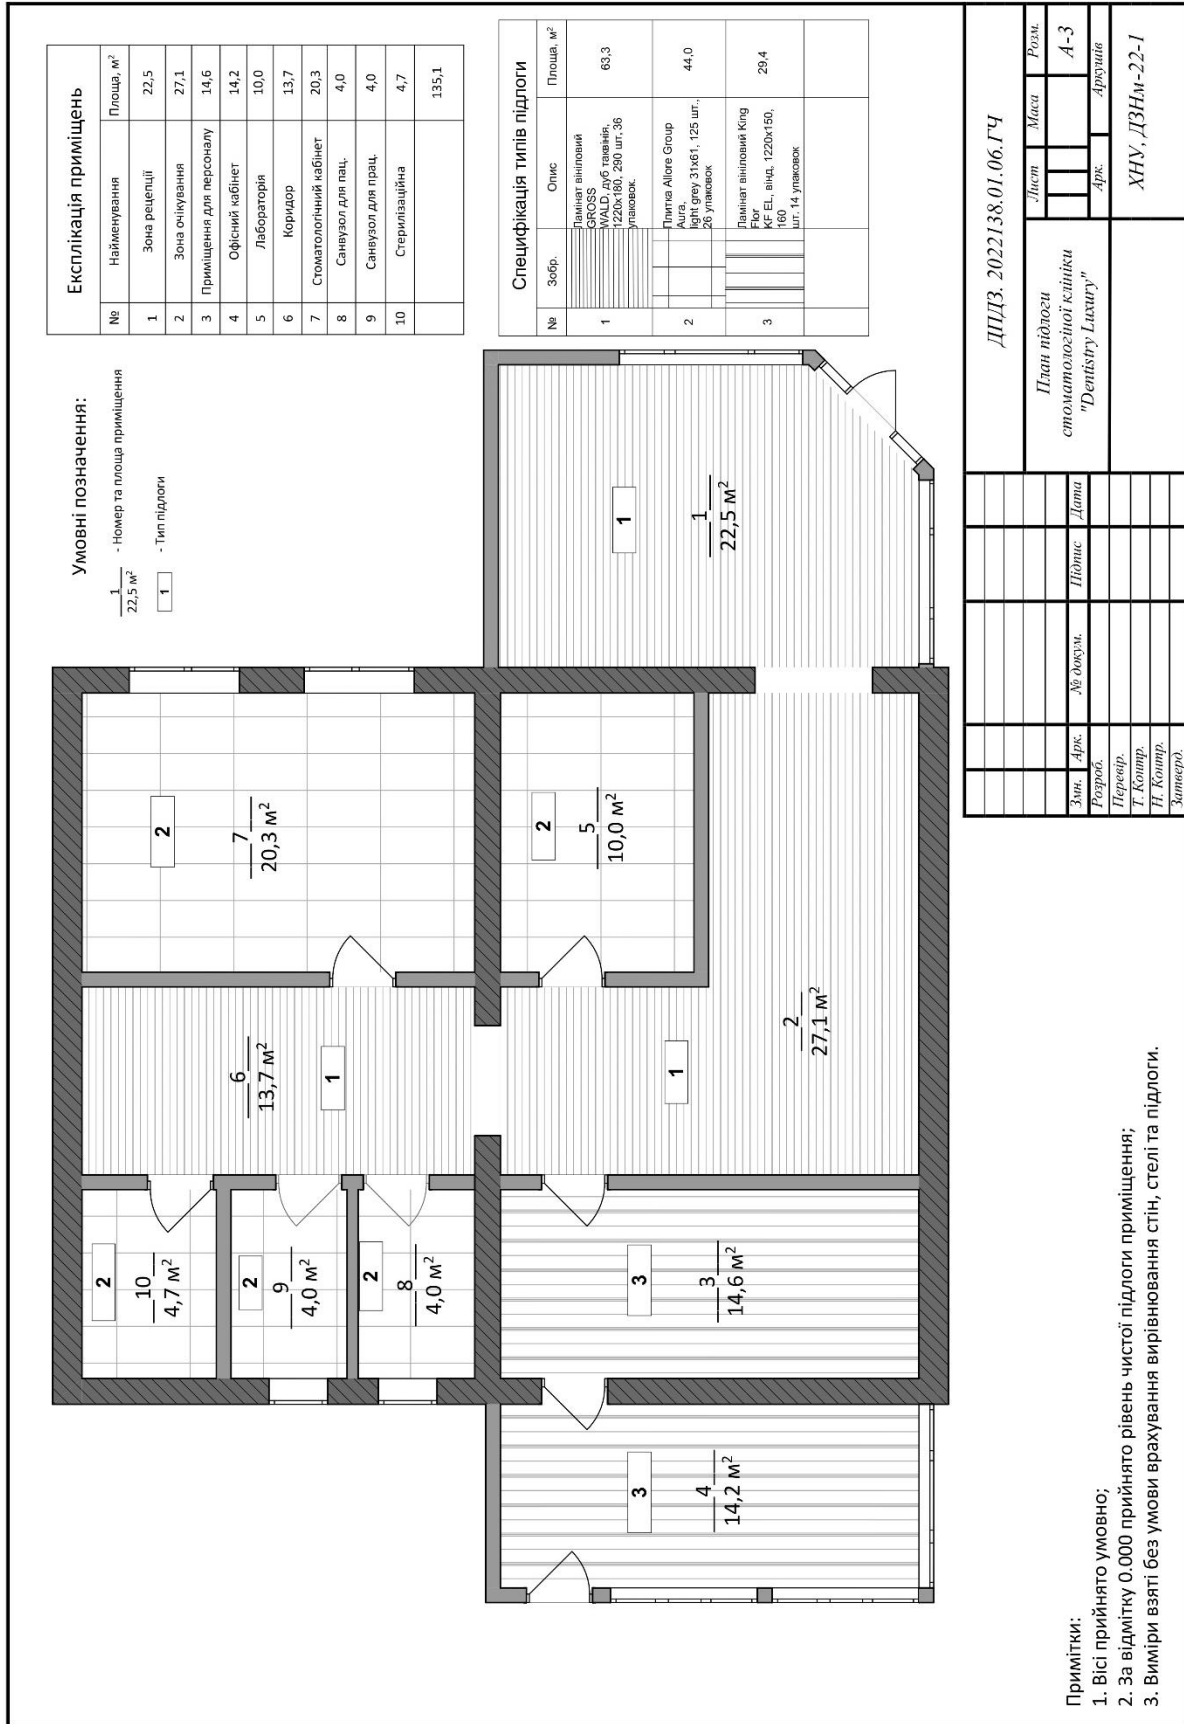 Експлікація приміщень
№ Найменування Площа, м²
1 Зона рецепції 22,5
2 Зона очікування 27,1
3 Приміщення для персоналу 14,6
4 Офісний кабінет 14,2
5 Лабораторія 10,0
6 Коридор 13,7
7 Стоматологічний кабінет 20,3
8 Санвузол для пац. 4,0
9 Санвузол для прац. 4,0
10 Стерилізаційна 4,7
135,1
Специфікація типів підлоги
№ Зобр. Опис Площа, м²
1 63,3
Ламінат вініловий
GROSS
WALD, дуб таквінія,
1220х180, 290 шт, 36
упаковок.
2 44,0
Плитка Allore Group
Aura,
light grey 31x61, 125 шт.,
26 упаковок
3 29,4
Ламінат вініловий King
Flor
KF EL, вінд, 1220х150,
160
шт. 14 упаковок
Умовні позначення:
1
22,5 м²
- Номер та площа приміщення
1 - Тип підлоги
2
10
4,7 м²
2
9
4,0 м²
2
8
4,0 м²
6
13,7 м²
1
2
7
20,3 м²
2
5
10,0 м²
3
4
14,2 м²
3
3
14,6 м²
1
2
27,1 м²
1
1
22,5 м²
Примітки:
1. Вісі прийнято умовно;
2. За відмітку 0.000 прийнято рівень чистої підлоги приміщення;
3. Виміри взяті без умови врахування вирівнювання стін, стелі та підлоги.
ДПДЗ. 2022138.01.06.ГЧ
Змн. Арк. № докум. Підпис Дата
Розроб.
Перевір.
Т. Контр.
Н. Контр.
Затверд.
План підлоги
стоматологіної клініки
"Dentistry Luxury"
Лист Маса Розм.
А-3
Арк. Аркушів
ХНУ, ДЗНм-22-1